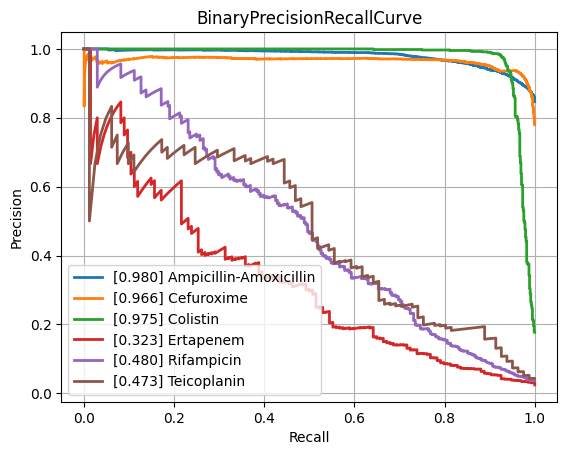 BinaryPrecisionRecallCurve
1.0
0.8
0.6
0.4
0.2
0.0
Precision
[0.980] Ampicillin-Amoxicillin
[0.966] Cefuroxime
[0.975] Colistin
[0.323] Ertapenem
[0.480] Rifampicin
[0.473] Teicoplanin
0.0 0.2 0.4 0.6 0.8 1.0
Recall